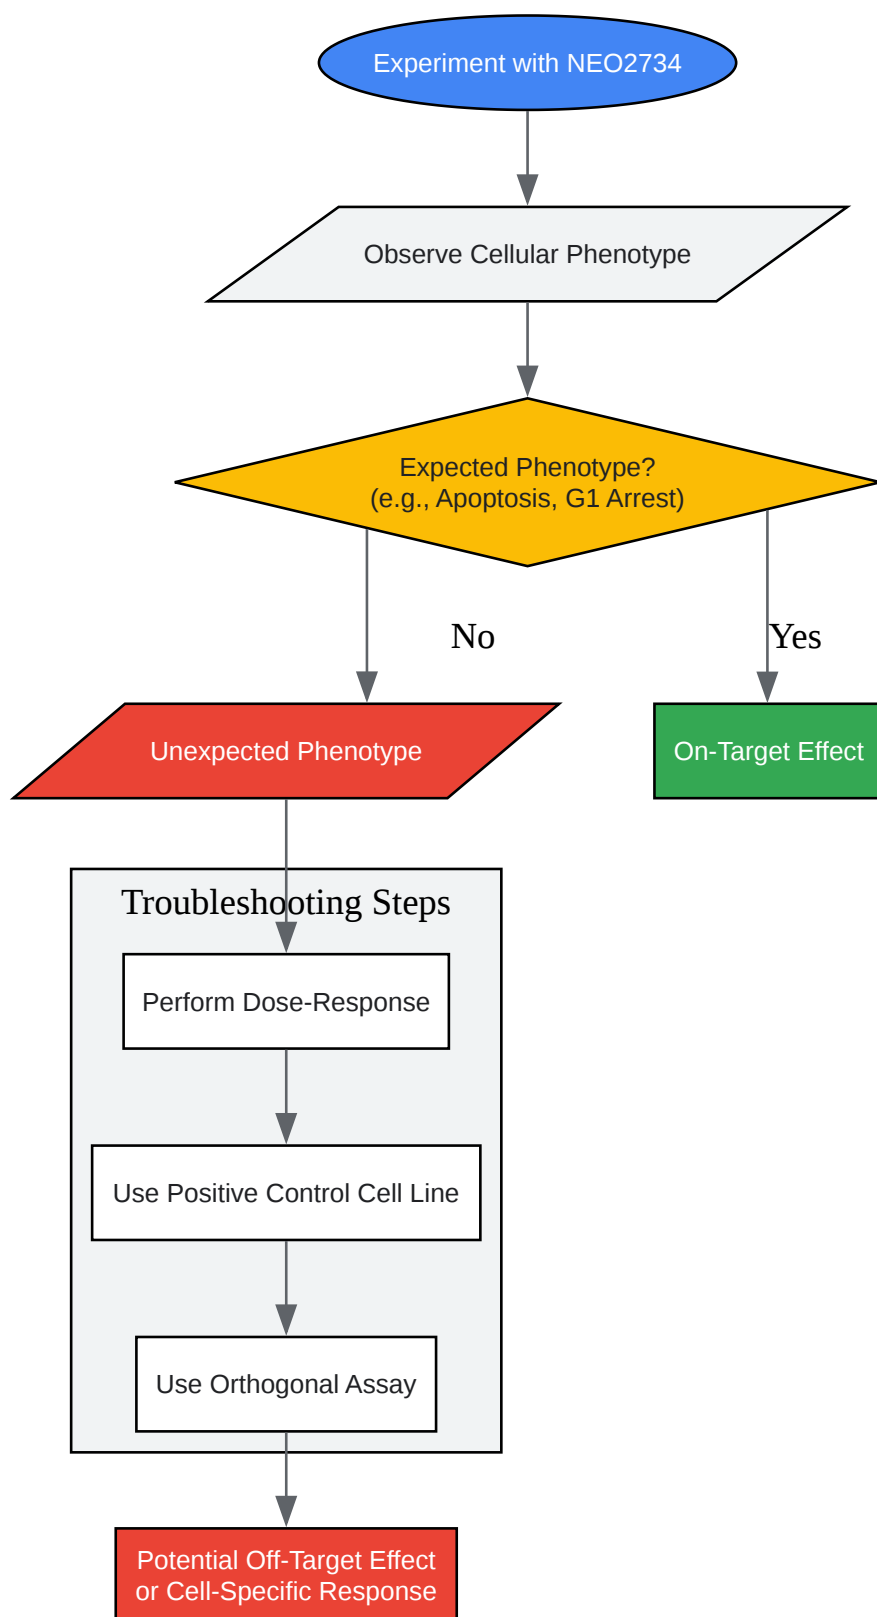 Experiment with NEO2734
Observe Cellular Phenotype
Expected Phenotype?
(e.g., Apoptosis, G1 Arrest)
No
Yes
Unexpected Phenotype
On-Target Effect
Troubleshooting Steps
Perform Dose-Response
Use Positive Control Cell Line
Use Orthogonal Assay
Potential Off-Target Effect
or Cell-Specific Response